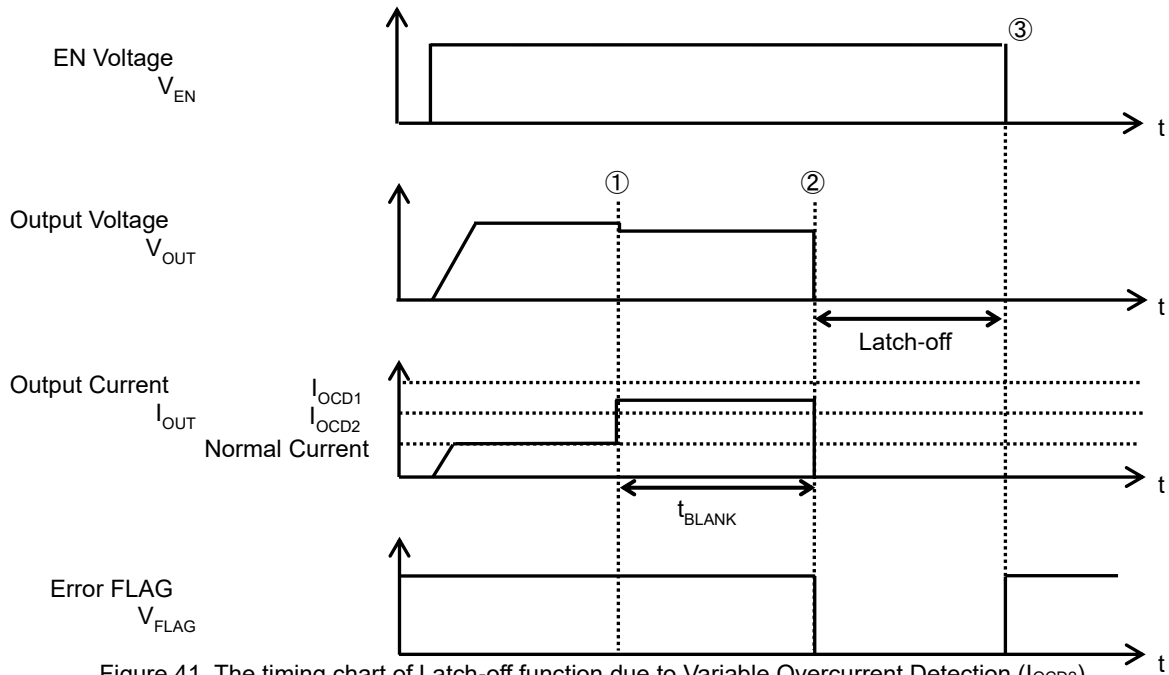 ③
EN Voltage
V_EN
t
① ②
Output Voltage
V_OUT
t
Latch-off
Output Current
I_OUT
I_OCD1
I_OCD2
Normal Current
t
t_BLANK
Error FLAG
V_FLAG
t
Figure 41. The timing chart of Latch-off function due to Variable Overcurrent Detection (I_OCD2)